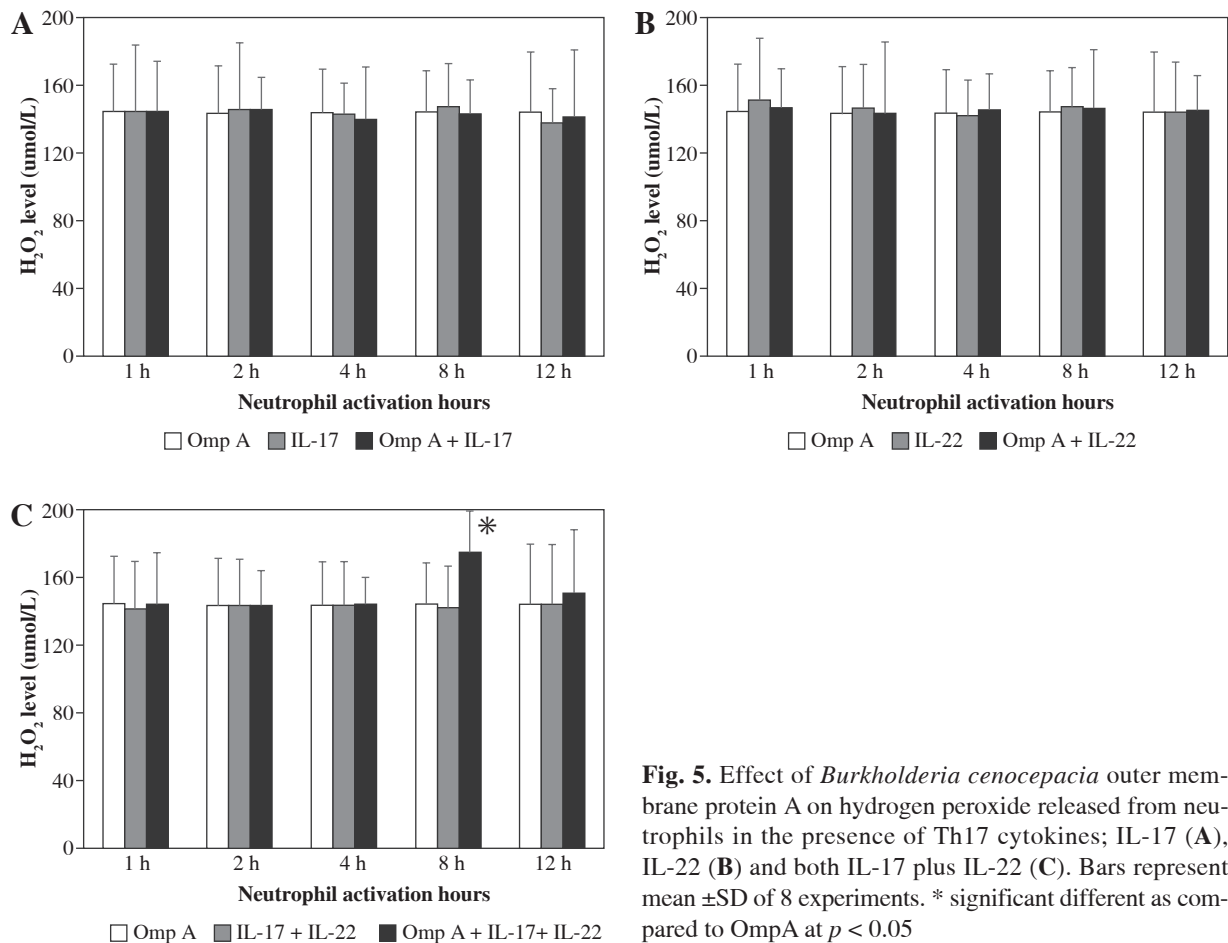 A
H₂O₂ level (umol/L)
200
160
120
80
40
0
1 h 2 h 4 h 8 h 12 h
Neutrophil activation hours
Omp A IL-17 Omp A + IL-17
B
H₂O₂ level (umol/L)
200
160
120
80
40
0
1 h 2 h 4 h 8 h 12 h
Neutrophil activation hours
Omp A IL-22 Omp A + IL-22
C
H₂O₂ level (umol/L)
200
160
120
80
40
0
*
1 h 2 h 4 h 8 h 12 h
Neutrophil activation hours
Omp A IL-17 + IL-22 Omp A + IL-17+ IL-22
Fig. 5. Effect of Burkholderia cenocepacia outer mem-
brane protein A on hydrogen peroxide released from neu-
trophils in the presence of Th17 cytokines; IL-17 (A),
IL-22 (B) and both IL-17 plus IL-22 (C). Bars represent
mean ±SD of 8 experiments. * significant different as com-
pared to OmpA at p < 0.05